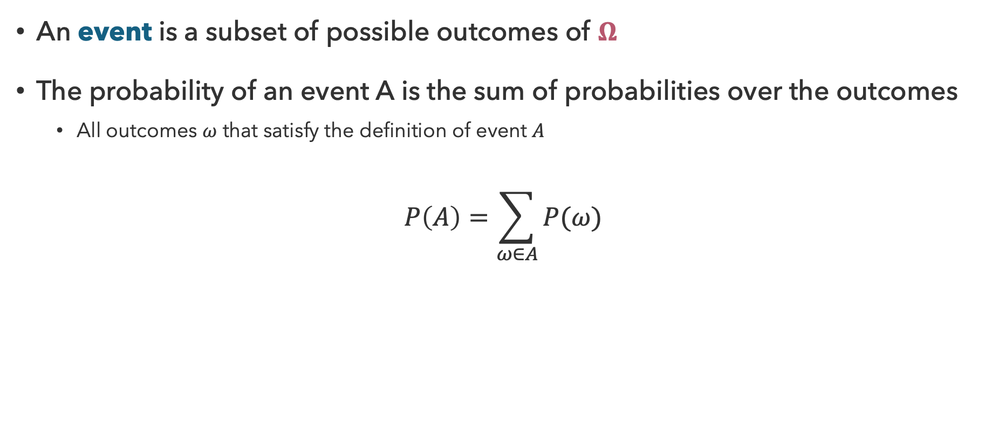 • An event is a subset of possible outcomes of Ω
• The probability of an event A is the sum of probabilities over the outcomes
• All outcomes ω that satisfy the definition of event A
P(A) = ∑ P(ω)
ω∈A